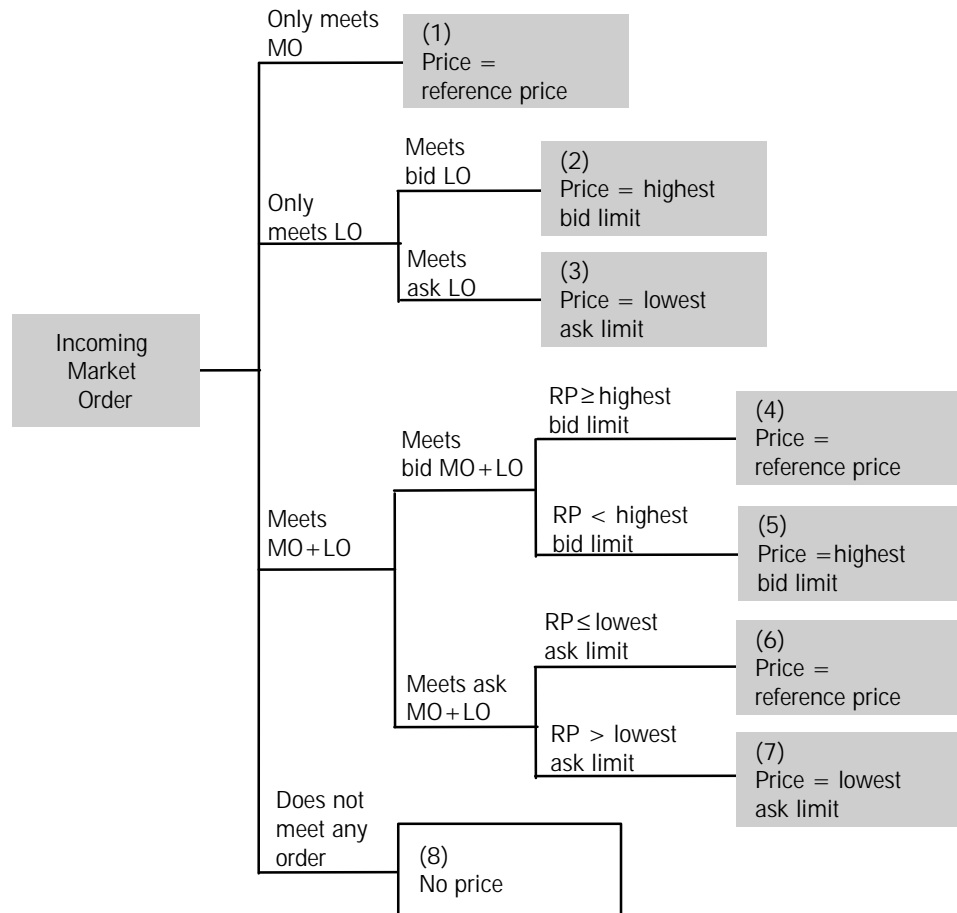 Only meets
MO
(1)
Price =
reference price
Only
meets LO
Meets
bid LO
(2)
Price = highest
bid limit
Meets
ask LO
(3)
Price = lowest
ask limit
Incoming
Market
Order
Meets
MO+LO
Meets
bid MO+LO
RP≥highest
bid limit
(4)
Price =
reference price
RP < highest
bid limit
(5)
Price =highest
bid limit
Meets ask
MO+LO
RP≤lowest
ask limit
(6)
Price =
reference price
RP > lowest
ask limit
(7)
Price = lowest
ask limit
Does not
meet any
order
(8)
No price